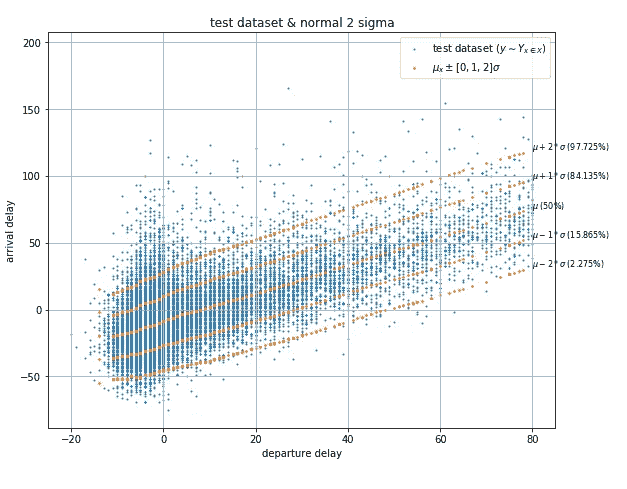 test dataset & normal 2 sigma
test dataset (y ∼ Yₓ ∈ ₓ)
μₓ ± [0, 1, 2]σ
200
150
100
50
0
−50
arrival delay
μ + 2 * σ (97.725%)
μ + 1 * σ (84.135%)
μ (50%)
μ − 1 * σ (15.865%)
μ − 2 * σ (2.275%)
−20 0 20 40 60 80
departure delay